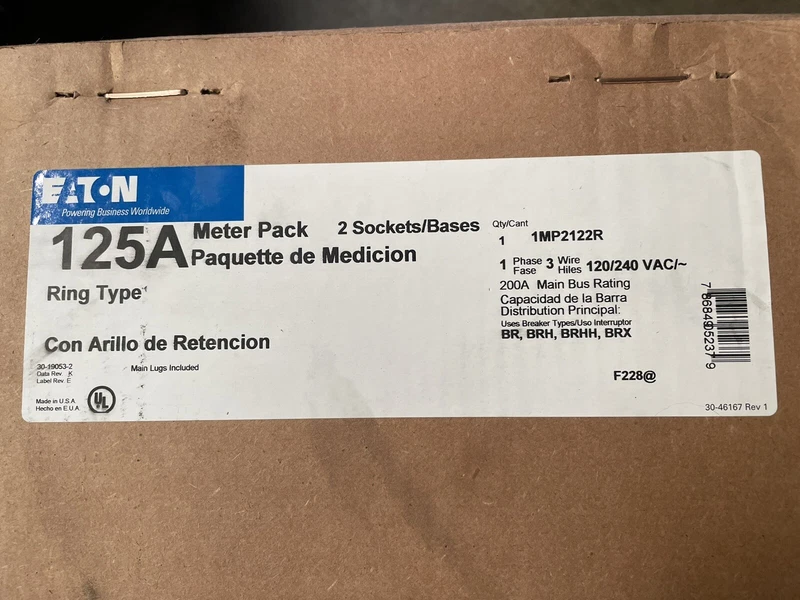 EATON
Powering Business Worldwide
125A Meter Pack 2 Sockets/Bases
Paquette de Medicion
Ring Type
Con Arillo de Retencion
30-19053-2
Data Rev. K
Label Rev. E
Main Lugs Included
Made in U.S.A
Hecho en E.U.A.
UL
Qty/Cant
1 1MP2122R
1 Phase 3 Wire 120/240 VAC/~
Fase Hiles
200A Main Bus Rating
Capacidad de la Barra
Distribution Principal:
Uses Breaker Types/Uso Interruptor
BR, BRH, BRHH, BRX
F228@
30-46167 Rev 1